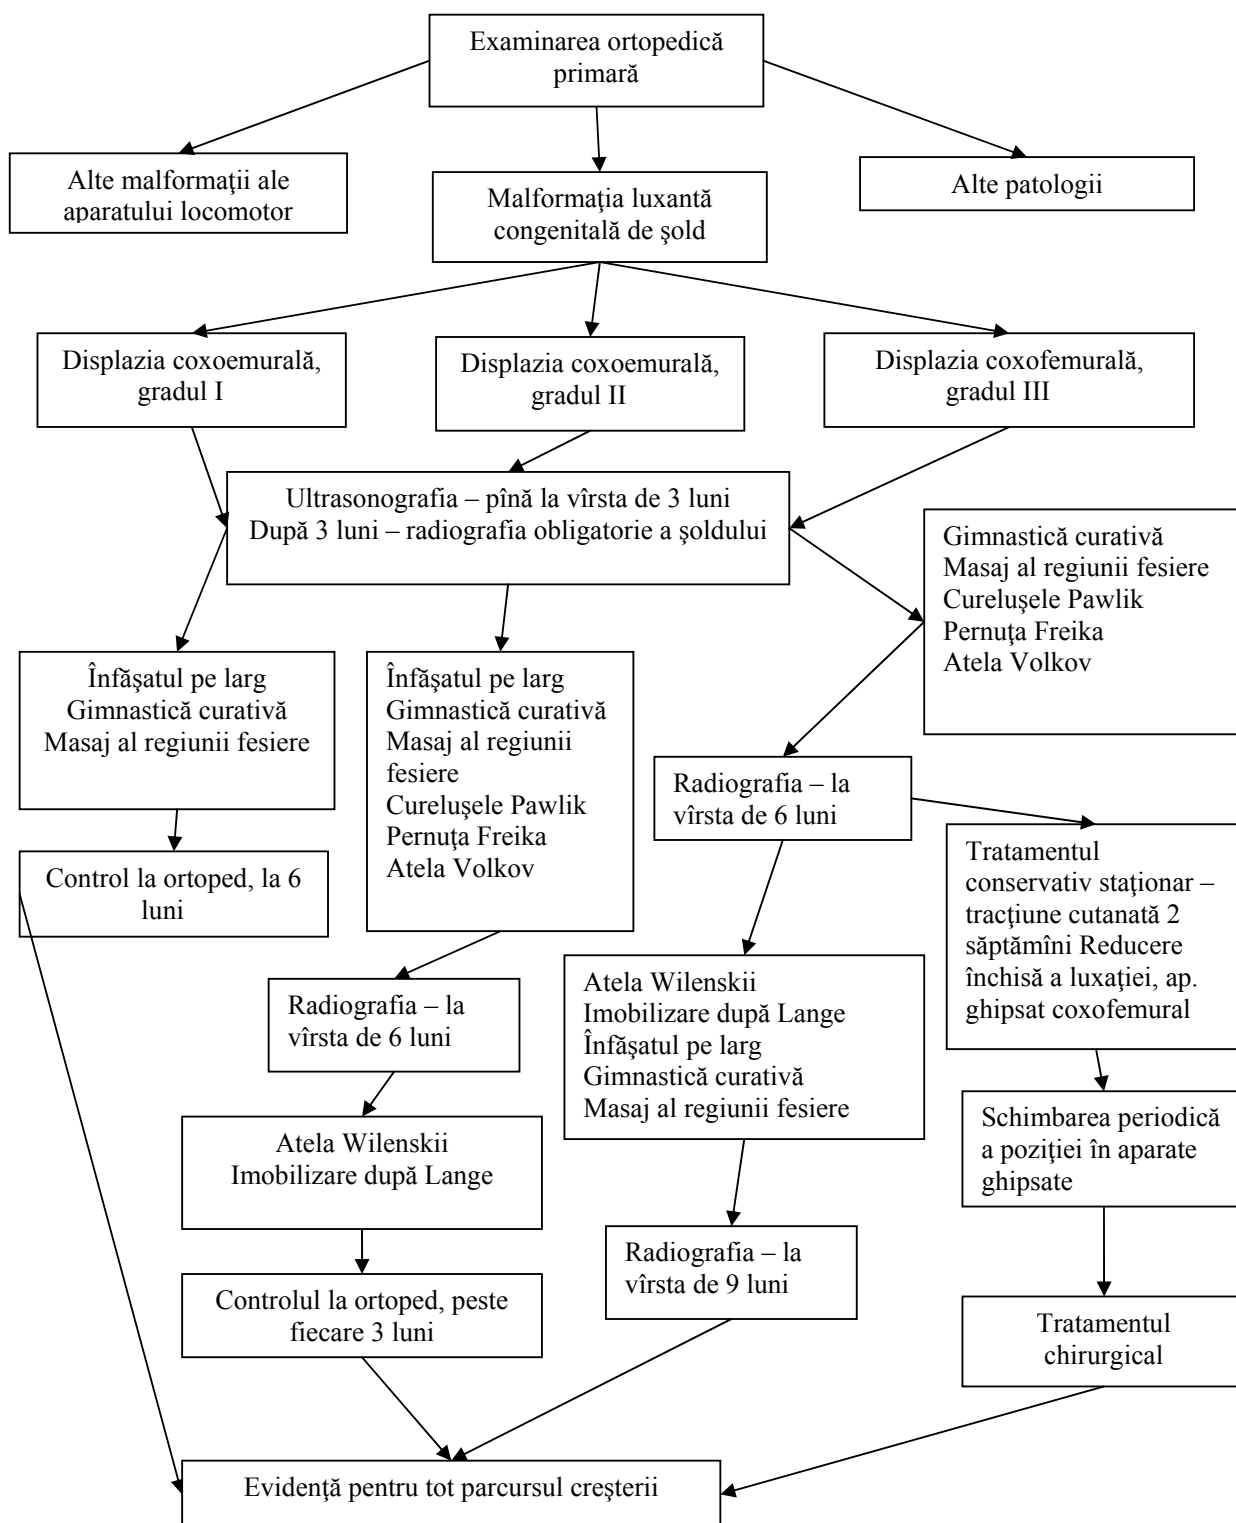 Examinarea ortopedică
primară
Alte malformaţii ale
aparatului locomotor
Malformaţia luxantă
congenitală de şold
Alte patologii
Displazia coxoemurală,
gradul I
Displazia coxoemurală,
gradul II
Displazia coxofemurală,
gradul III
Ultrasonografia – pînă la vîrsta de 3 luni
După 3 luni – radiografia obligatorie a şoldului
Gimnastică curativă
Masaj al regiunii fesiere
Cureluşele Pawlik
Pernuţa Freika
Atela Volkov
Înfăşatul pe larg
Gimnastică curativă
Masaj al regiunii fesiere
Înfăşatul pe larg
Gimnastică curativă
Masaj al regiunii
fesiere
Cureluşele Pawlik
Pernuţa Freika
Atela Volkov
Radiografia – la
vîrsta de 6 luni
Control la ortoped, la 6
luni
Tratamentul
conservativ staţionar –
tracţiune cutanată 2
săptămîni Reducere
închisă a luxaţiei, ap.
ghipsat coxofemural
Radiografia – la
vîrsta de 6 luni
Atela Wilenskii
Imobilizare după Lange
Înfăşatul pe larg
Gimnastică curativă
Masaj al regiunii fesiere
Atela Wilenskii
Imobilizare după Lange
Schimbarea periodică
a poziţiei în aparate
ghipsate
Radiografia – la
vîrsta de 9 luni
Controlul la ortoped, peste
fiecare 3 luni
Tratamentul
chirurgical
Evidenţă pentru tot parcursul creşterii